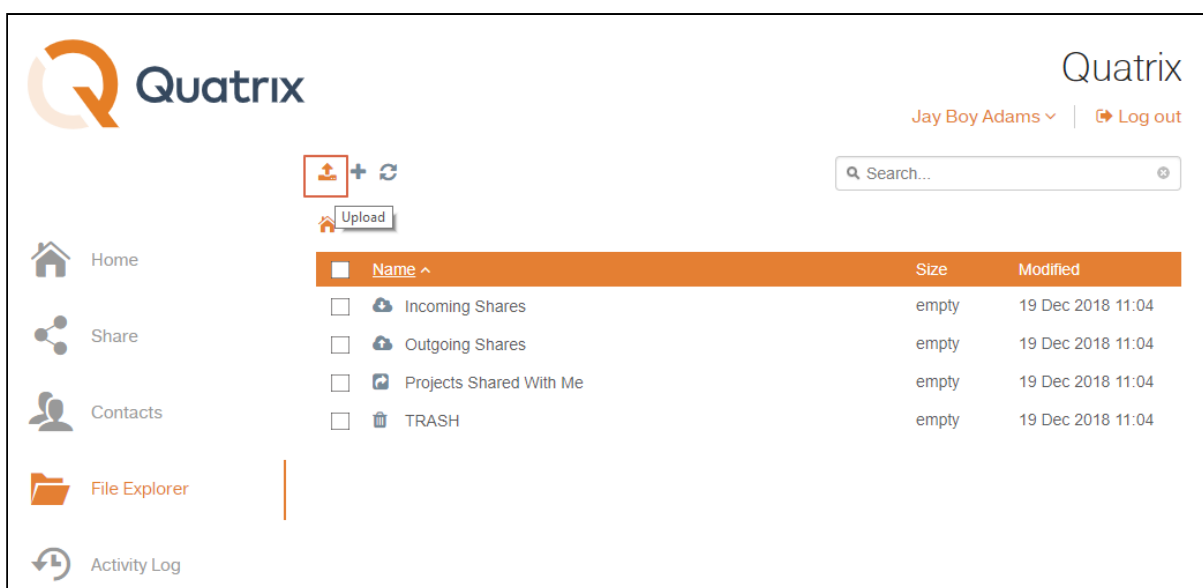 Quatrix
Quatrix
Jay Boy Adams
Log out
Search...
Upload
Name Size Modified
Incoming Shares empty 19 Dec 2018 11:04
Outgoing Shares empty 19 Dec 2018 11:04
Projects Shared With Me empty 19 Dec 2018 11:04
TRASH empty 19 Dec 2018 11:04
Home
Share
Contacts
File Explorer
Activity Log